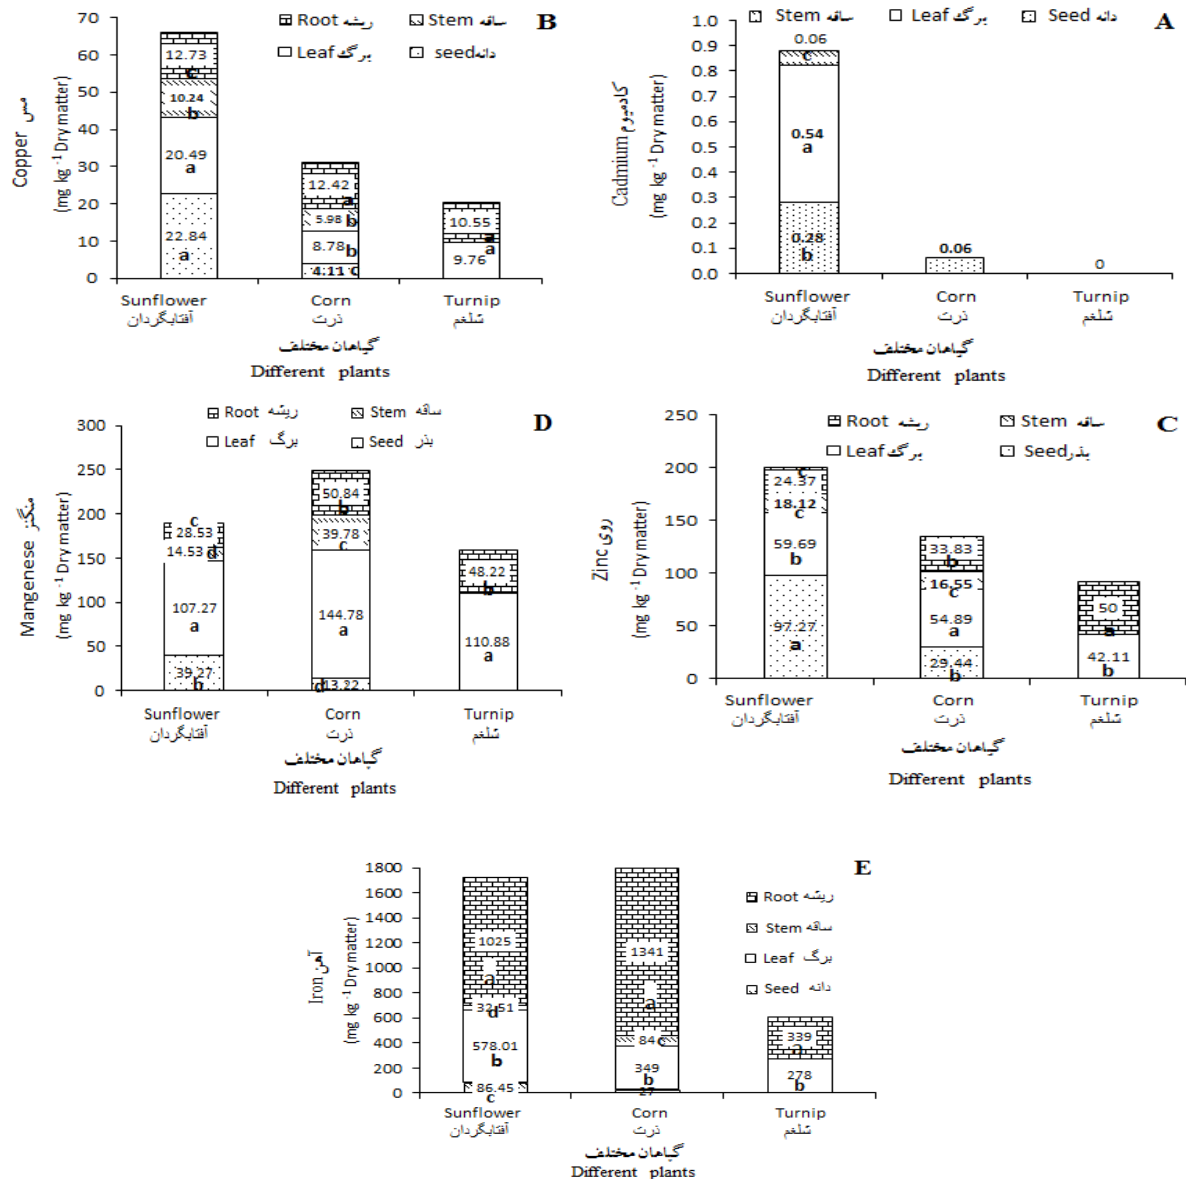 B
Root ریشه
Stem ساقه
Leaf برگ
seed دانه
مس Copper
(mg kg -1 Dry matter)
70
60
50
40
30
20
10
0
12.73
c
10.24
b
20.49
a
22.84
a
12.42
a
5.98 b
8.78 b
4.11 c
10.55
a
a
9.76
Sunflower
آفتابگردان
Corn
ذرت
Turnip
شلغم
گیاهان مختلف
Different plants
A
Stem ساقه
Leaf برگ
Seed دانه
کادمیوم Cadmium
(mg kg -1 Dry matter)
1.0
0.9
0.8
0.7
0.6
0.5
0.4
0.3
0.2
0.1
0.0
0.06
c
0.54
a
0.28
b
0.06
0
Sunflower
آفتابگردان
Corn
ذرت
Turnip
شلغم
گیاهان مختلف
Different plants
D
Root ریشه
Stem ساقه
Leaf برگ
Seed بذر
منگنز Mangenese
(mg kg -1 Dry matter)
300
250
200
150
100
50
0
c
28.53
14.53 d
107.27
a
39.27
b
50.84
b
39.78
c
144.78
a
d 13.22
48.22
b
110.88
a
Sunflower
آفتابگردان
Corn
ذرت
Turnip
شلغم
گیاهان مختلف
Different plants
C
Root ریشه
Stem ساقه
Leaf برگ
Seed بذر
روی Zinc
(mg kg -1 Dry matter)
250
200
150
100
50
0
c
24.37
18.12
c
59.69
b
97.27
a
33.83
b
16.55
c
54.89
a
29.44
b
50
a
42.11
b
Sunflower
آفتابگردان
Corn
ذرت
Turnip
شلغم
گیاهان مختلف
Different plants
E
Root ریشه
Stem ساقه
Leaf برگ
Seed دانه
آهن Iron
(mg kg -1 Dry matter)
1800
1600
1400
1200
1000
800
600
400
200
0
1025
a
32.51
d
578.01
b
86.45
c
1341
a
84 c
349
b
27
339
a
278
b
Sunflower
آفتابگردان
Corn
ذرت
Turnip
شلغم
گیاهان مختلف
Different plants